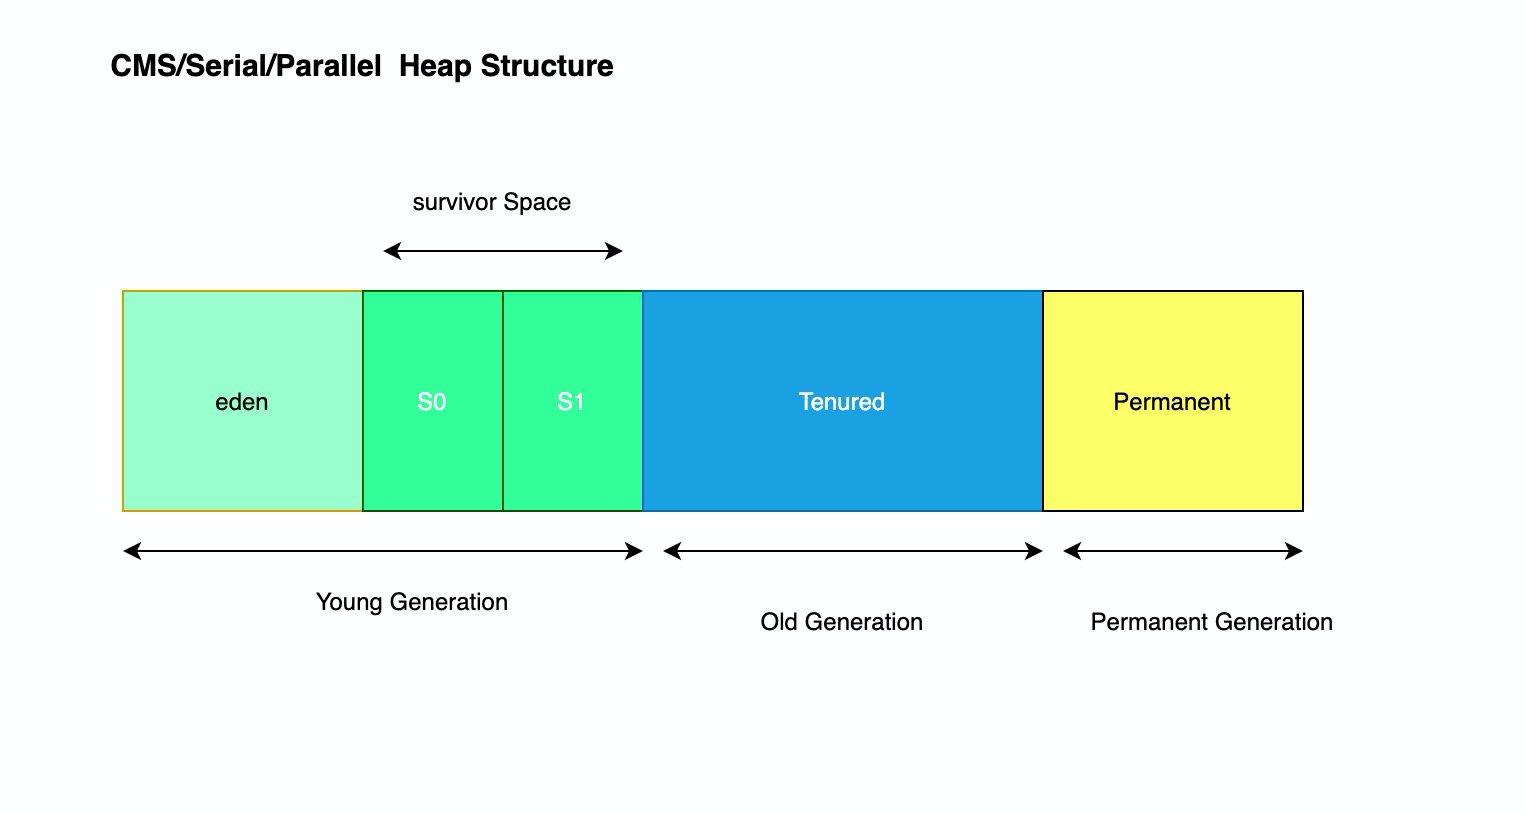 CMS/Serial/Parallel  Heap Structure
survivor Space
eden
S0
S1
Tenured
Permanent
Young Generation
Old Generation
Permanent Generation